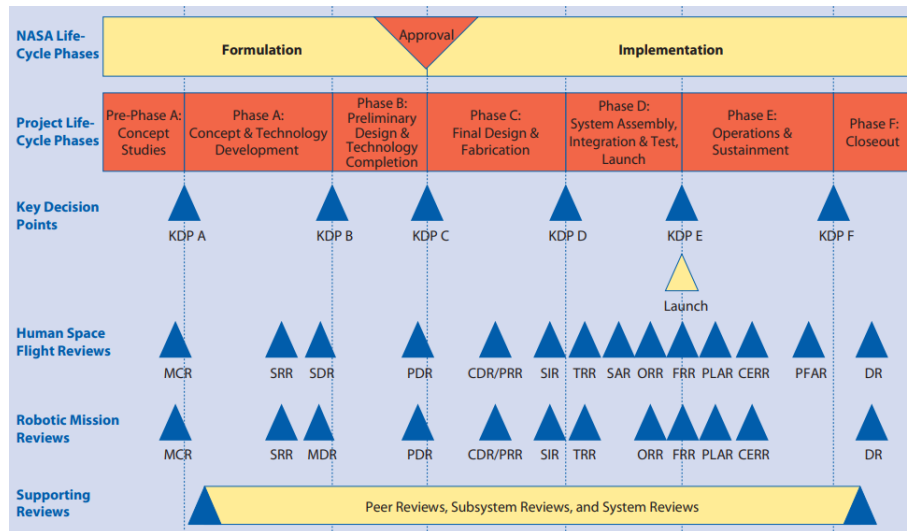 NASA Life-
Cycle Phases
Formulation
Approval
Implementation
Project Life-
Cycle Phases
Pre-Phase A:
Concept
Studies
Phase A:
Concept & Technology
Development
Phase B:
Preliminary
Design &
Technology
Completion
Phase C:
Final Design &
Fabrication
Phase D:
System Assembly,
Integration & Test,
Launch
Phase E:
Operations &
Sustainment
Phase F:
Closeout
Key Decision
Points
KDP A
KDP B
KDP C
KDP D
KDP E
KDP F
Launch
Human Space
Flight Reviews
MCR
SRR
SDR
PDR
CDR/PRR
SIR
TRR
SAR
ORR
FRR
PLAR
CERR
PFAR
DR
Robotic Mission
Reviews
MCR
SRR
MDR
PDR
CDR/PRR
SIR
TRR
ORR
FRR
PLAR
CERR
DR
Supporting
Reviews
Peer Reviews, Subsystem Reviews, and System Reviews